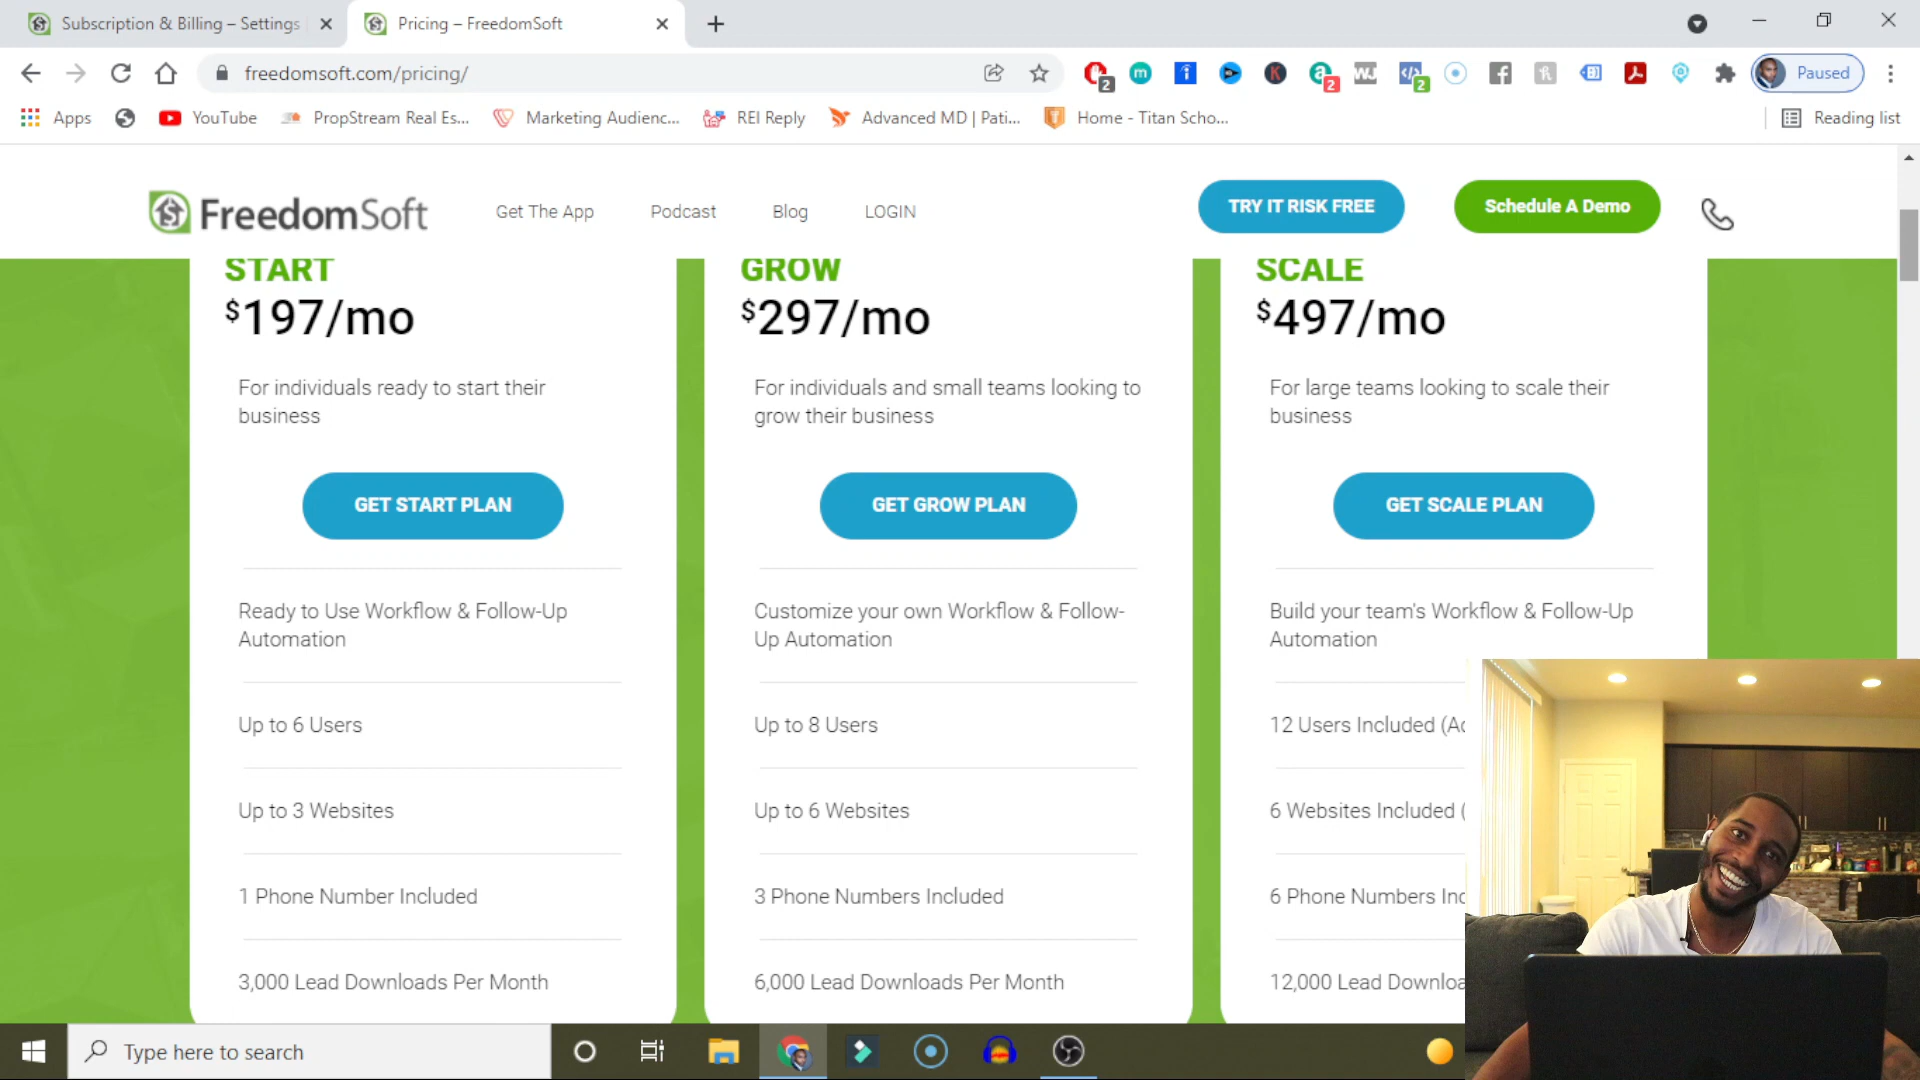 Subscription & Billing – Settings
Pricing – FreedomSoft
freedomsoft.com/pricing/
2
m
K
a
2
WJ
2
Paused
Apps
YouTube
PropStream Real Es...
Marketing Audienc...
REI Reply
Advanced MD | Pati...
Home - Titan Scho...
Reading list
FreedomSoft
Get The App
Podcast
Blog
LOGIN
TRY IT RISK FREE
Schedule A Demo
START
$197/mo
For individuals ready to start their
business
GET START PLAN
Ready to Use Workflow & Follow-Up
Automation
Up to 6 Users
Up to 3 Websites
1 Phone Number Included
3,000 Lead Downloads Per Month
GROW
$297/mo
For individuals and small teams looking to
grow their business
GET GROW PLAN
Customize your own Workflow & Follow-
Up Automation
Up to 8 Users
Up to 6 Websites
3 Phone Numbers Included
6,000 Lead Downloads Per Month
SCALE
$497/mo
For large teams looking to scale their
business
GET SCALE PLAN
Build your team's Workflow & Follow-Up
Automation
12 Users Included
6 Websites Included (
6 Phone Numbers
12,000 Lead
Type here to search